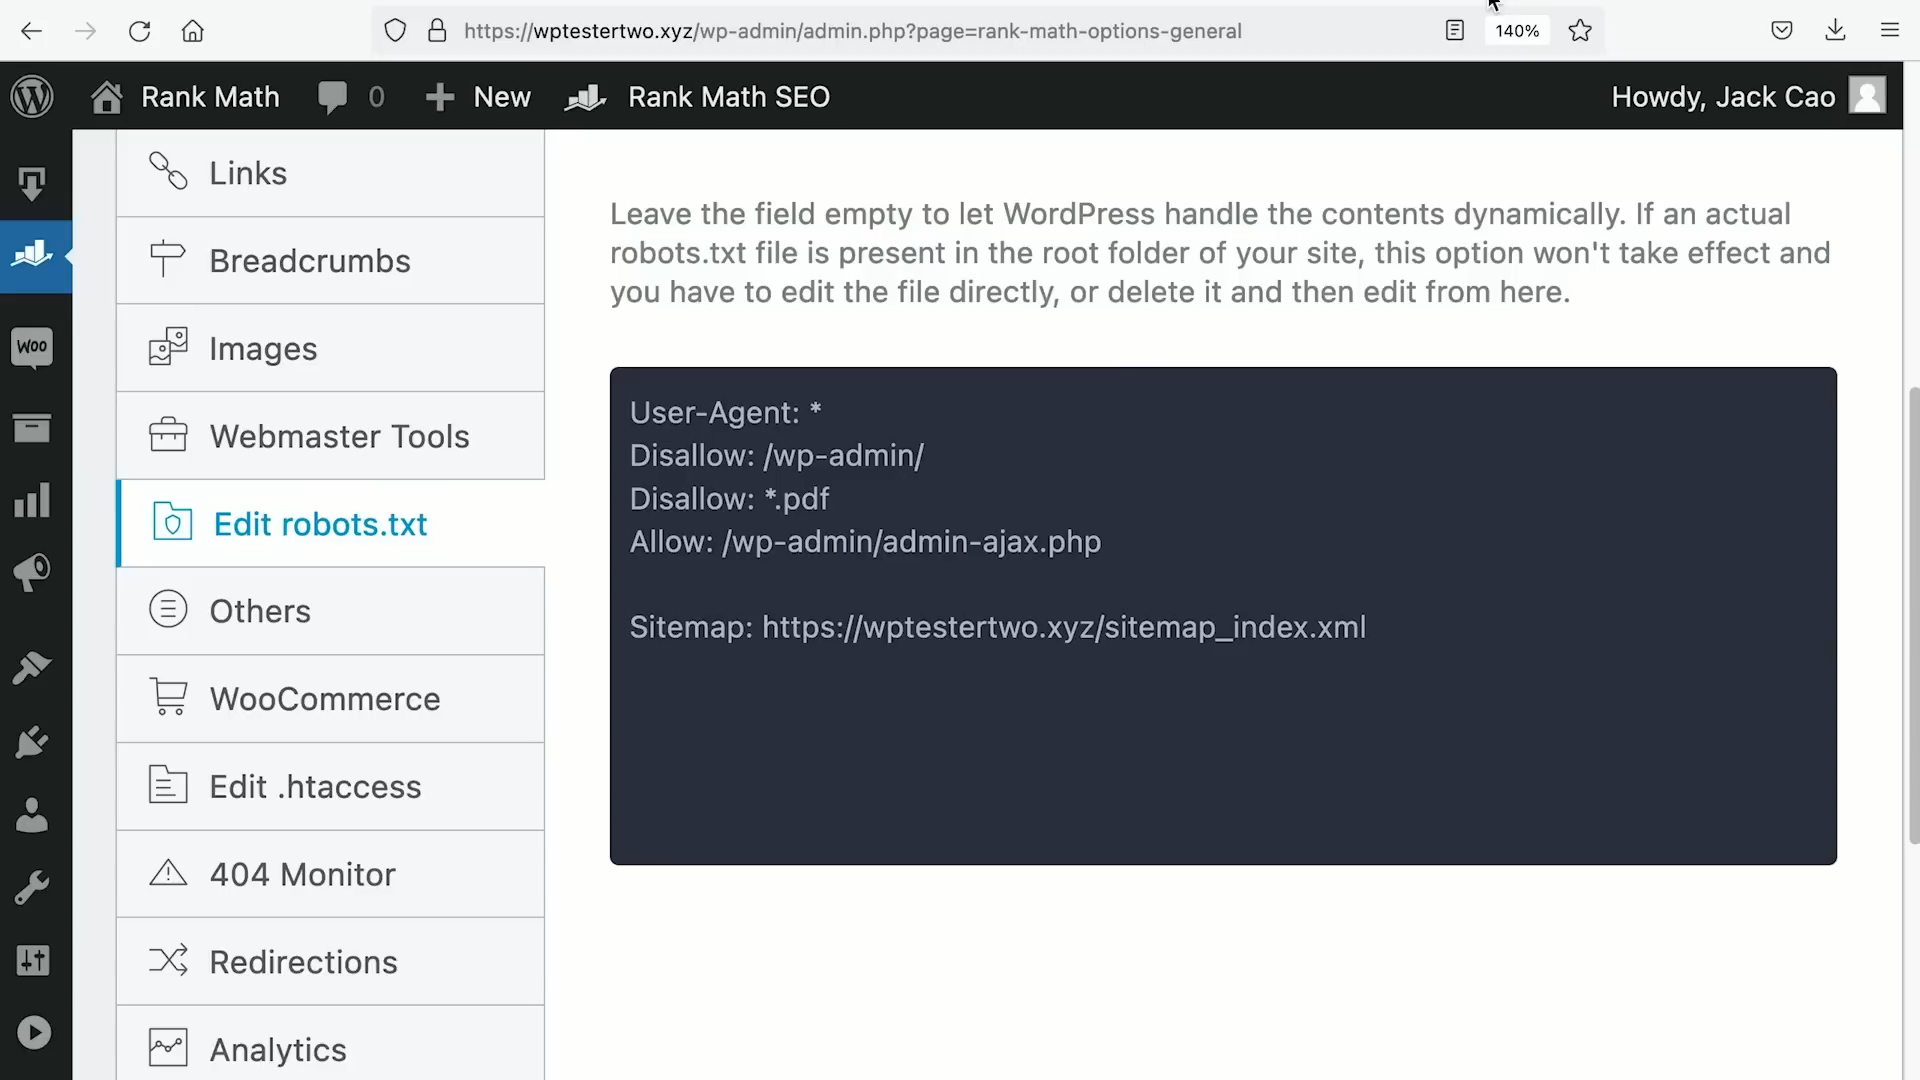 https://wptestertwo.xyz/wp-admin/admin.php?page=rank-math-options-general
140%
Rank Math
0
New
Rank Math SEO
Howdy, Jack Cao
Woo
Links
Breadcrumbs
Images
Webmaster Tools
Edit robots.txt
Others
WooCommerce
Edit .htaccess
404 Monitor
Redirections
Analytics
Leave the field empty to let WordPress handle the contents dynamically. If an actual
robots.txt file is present in the root folder of your site, this option won't take effect and
you have to edit the file directly, or delete it and then edit from here.
User-Agent: *
Disallow: /wp-admin/
Disallow: *.pdf
Allow: /wp-admin/admin-ajax.php
Sitemap: https://wptestertwo.xyz/sitemap_index.xml